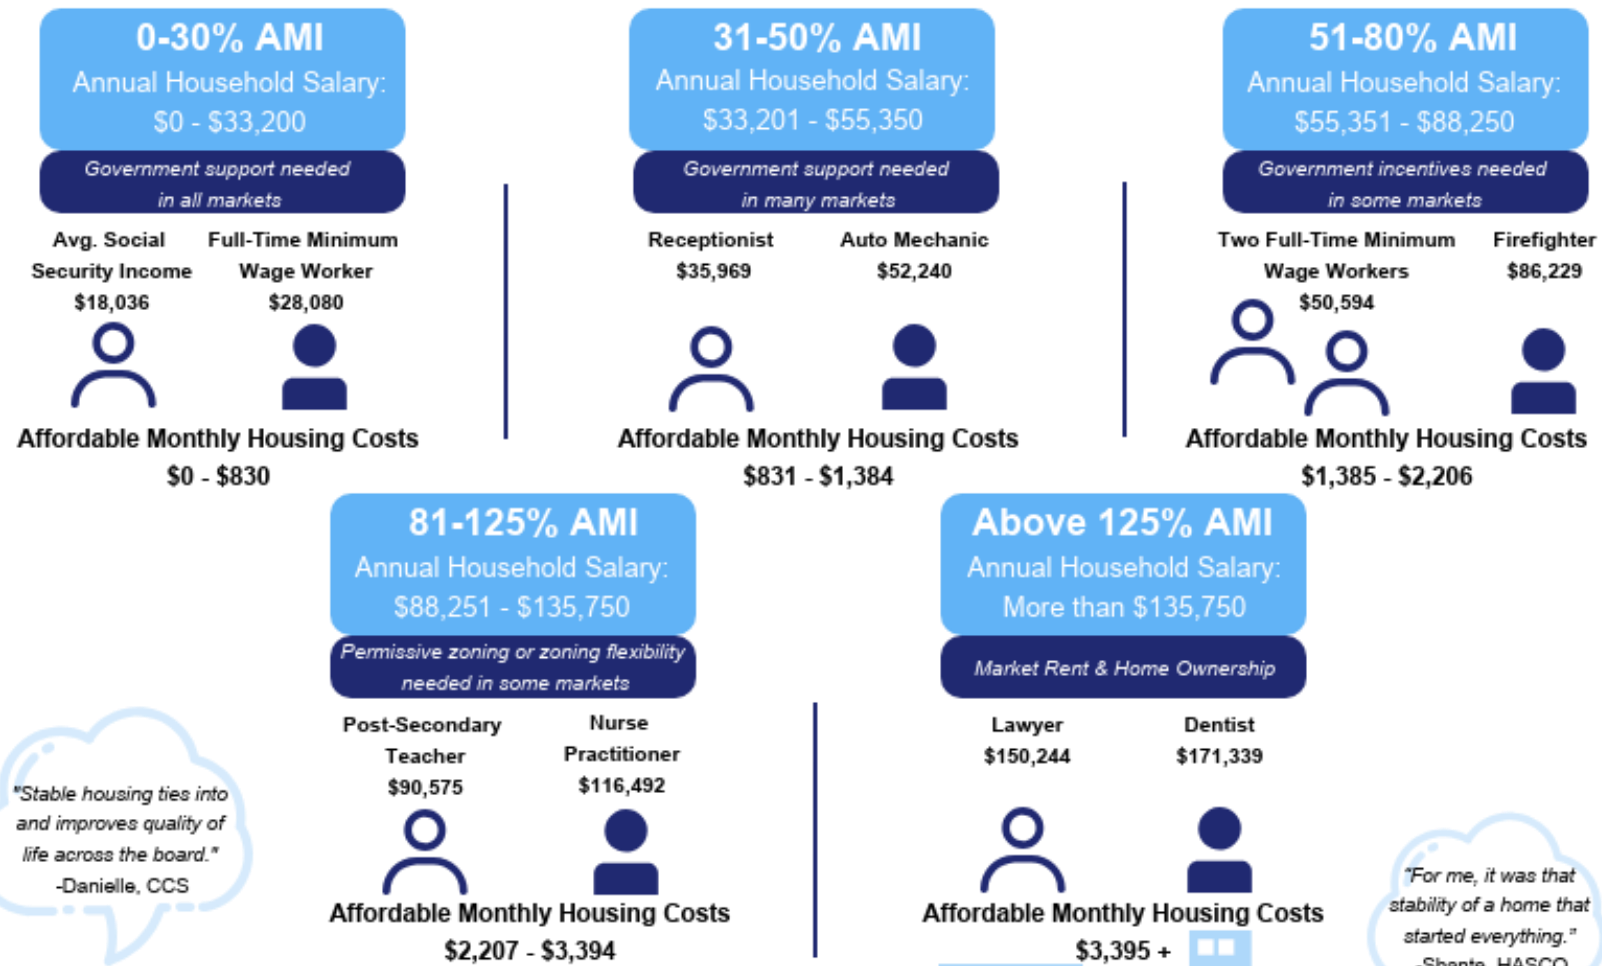 0-30% AMI
Annual Household Salary:
$0 - $33,200
Government support needed
in all markets
Avg. Social
Security Income
$18,036
Full-Time Minimum
Wage Worker
$28,080
Affordable Monthly Housing Costs
$0 - $830
31-50% AMI
Annual Household Salary:
$33,201 - $55,350
Government support needed
in many markets
Receptionist
$35,969
Auto Mechanic
$52,240
Affordable Monthly Housing Costs
$831 - $1,384
51-80% AMI
Annual Household Salary:
$55,351 - $88,250
Government incentives needed
in some markets
Two Full-Time Minimum
Wage Workers
$50,594
Firefighter
$86,229
Affordable Monthly Housing Costs
$1,385 - $2,206
81-125% AMI
Annual Household Salary:
$88,251 - $135,750
Permissive zoning or zoning flexibility
needed in some markets
Post-Secondary
Teacher
$90,575
Nurse
Practitioner
$116,492
Affordable Monthly Housing Costs
$2,207 - $3,394
Above 125% AMI
Annual Household Salary:
More than $135,750
Market Rent & Home Ownership
Lawyer
$150,244
Dentist
$171,339
Affordable Monthly Housing Costs
$3,395 +
"Stable housing ties into
and improves quality of
life across the board."
-Danielle, CCS
"For me, it was that
stability of a home that
started everything."
-Shante, HASCO